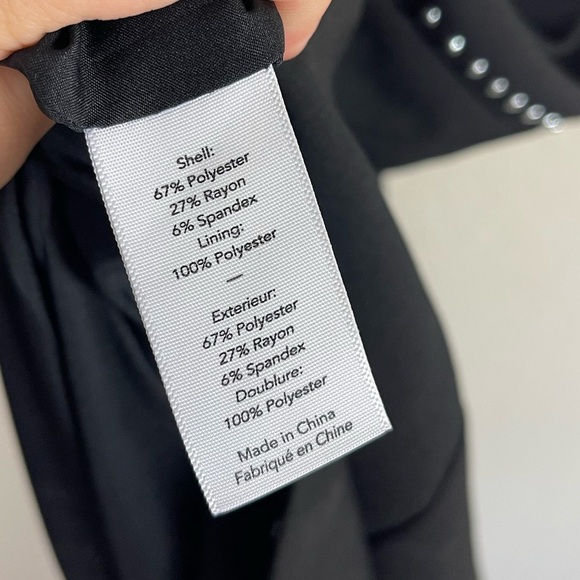 Shell:
67% Polyester
27% Rayon
6% Spandex
Lining:
100% Polyester
—
Exterieur:
67% Polyester
27% Rayon
6% Spandex
Doublure:
100% Polyester
Made in China
Fabriqué en Chine